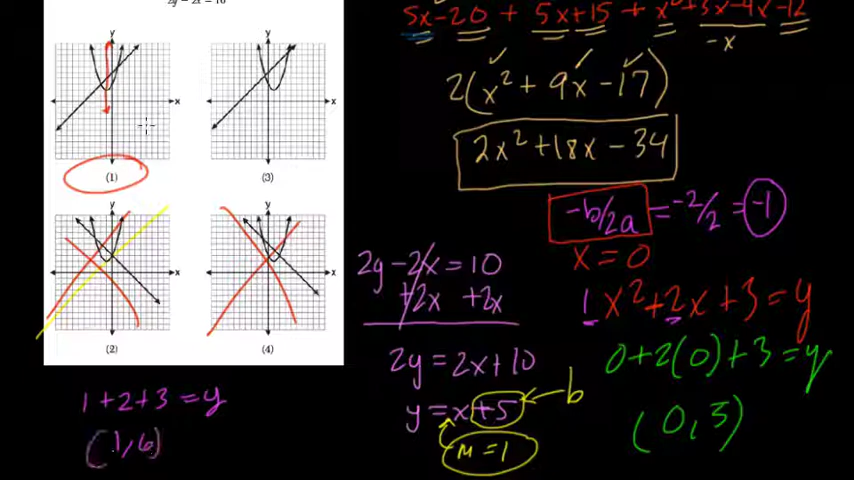 2y − 2x = 10
y
x
(1)
y
x
(3)
y
x
(2)
y
x
(4)
1+2+3=y
(1,6)
5x-20 + 5x+15 + x²+3x-4x-12
-x
2(x² + 9x - 17)
2x²+18x-34
-b/2a = -2/2 = -1
x = 0
1x²+2x+3=y
0+2(0)+3=y
(0,3)
2y-2x=10
+2x +2x
2y=2x+10
y=x+5
b
m=1